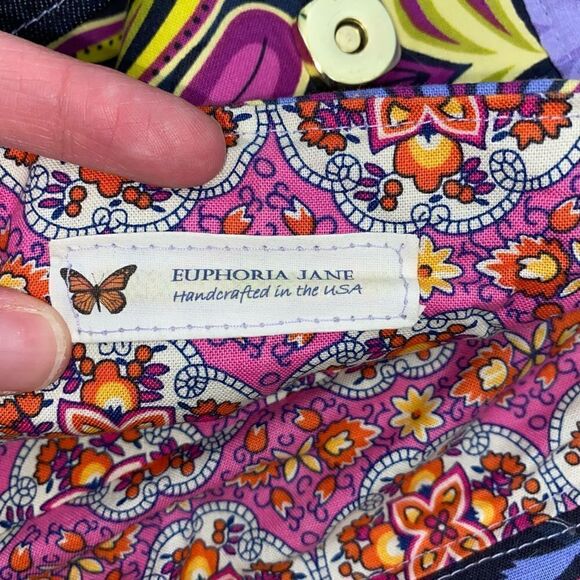 EUPHORIA JANE
Handcrafted in the USA